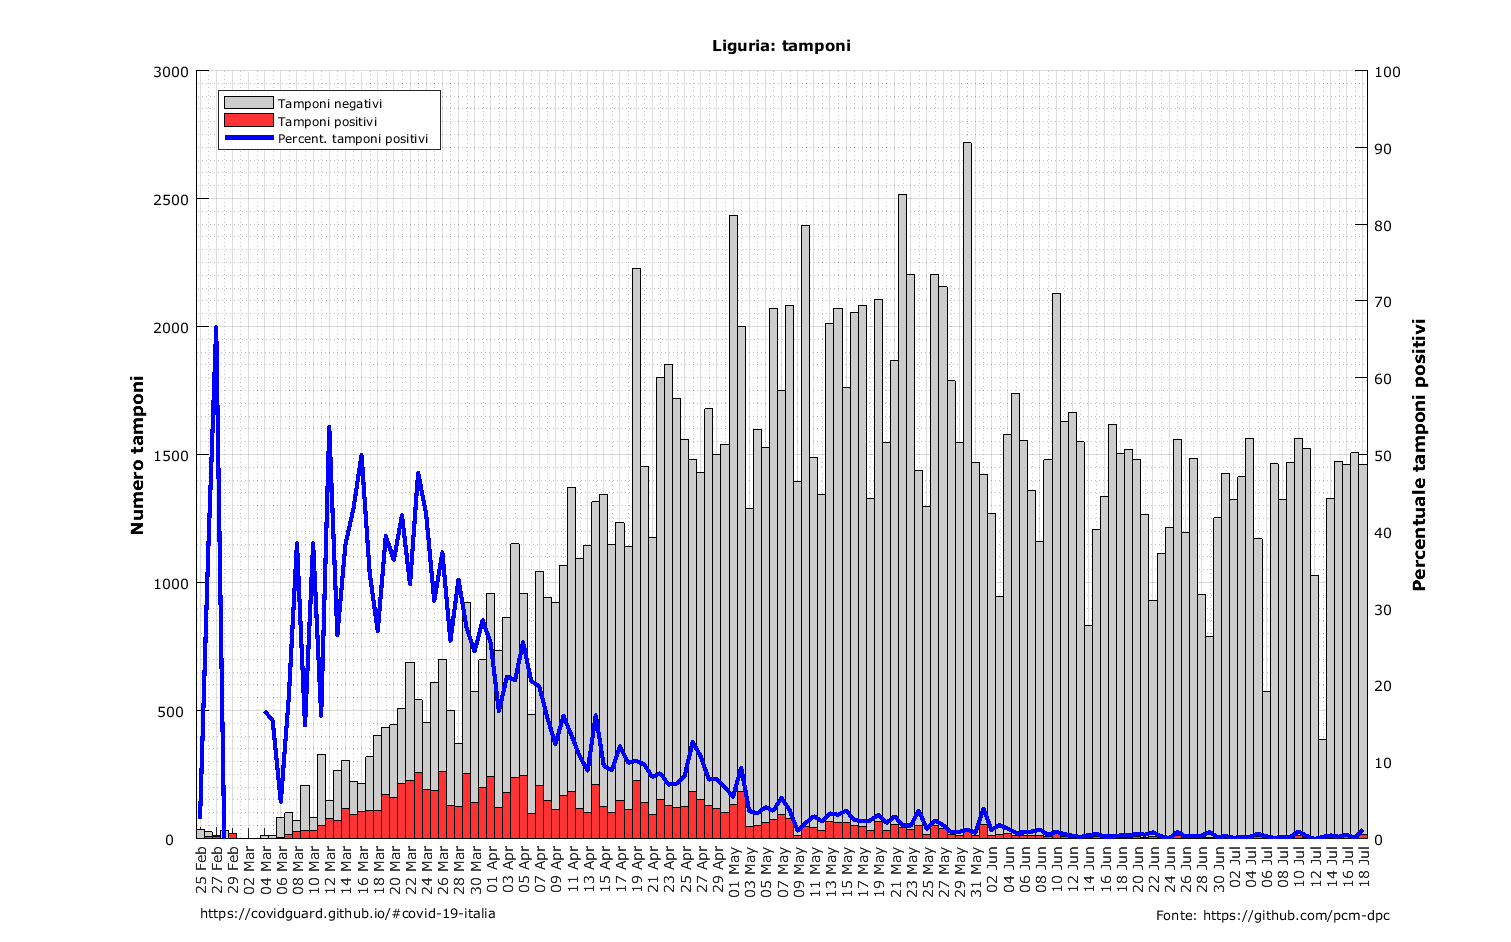 Liguria: tamponi
Tamponi negativi
Tamponi positivi
Percent. tamponi positivi
Numero tamponi
3000
2500
2000
1500
1000
500
0
100
90
80
70
60
50
40
30
20
10
0
Percentuale tamponi positivi
25 Feb
27 Feb
29 Feb
02 Mar
04 Mar
06 Mar
08 Mar
10 Mar
12 Mar
14 Mar
16 Mar
18 Mar
20 Mar
22 Mar
24 Mar
26 Mar
28 Mar
30 Mar
01 Apr
03 Apr
05 Apr
07 Apr
09 Apr
11 Apr
13 Apr
15 Apr
17 Apr
19 Apr
21 Apr
23 Apr
25 Apr
27 Apr
29 Apr
01 May
03 May
05 May
07 May
09 May
11 May
13 May
15 May
17 May
19 May
21 May
23 May
25 May
27 May
29 May
31 May
02 Jun
04 Jun
06 Jun
08 Jun
10 Jun
12 Jun
14 Jun
16 Jun
18 Jun
20 Jun
22 Jun
24 Jun
26 Jun
28 Jun
30 Jun
02 Jul
04 Jul
06 Jul
08 Jul
10 Jul
12 Jul
14 Jul
16 Jul
18 Jul
https://covidguard.github.io/#covid-19-italia
Fonte: https://github.com/pcm-dpc